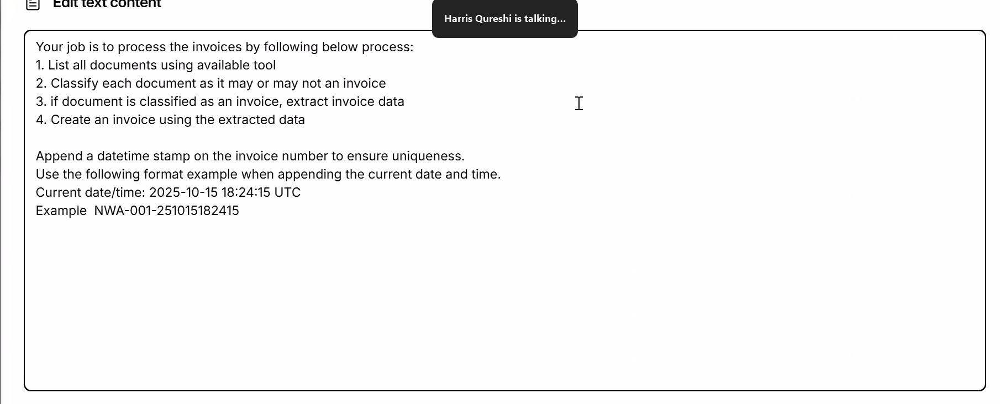 Edit text content
Harris Qureshi is talking...
Your job is to process the invoices by following below process:
1. List all documents using available tool
2. Classify each document as it may or may not an invoice
3. if document is classified as an invoice, extract invoice data
4. Create an invoice using the extracted data
Append a datetime stamp on the invoice number to ensure uniqueness.
Use the following format example when appending the current date and time.
Current date/time: 2025-10-15 18:24:15 UTC
Example  NWA-001-251015182415